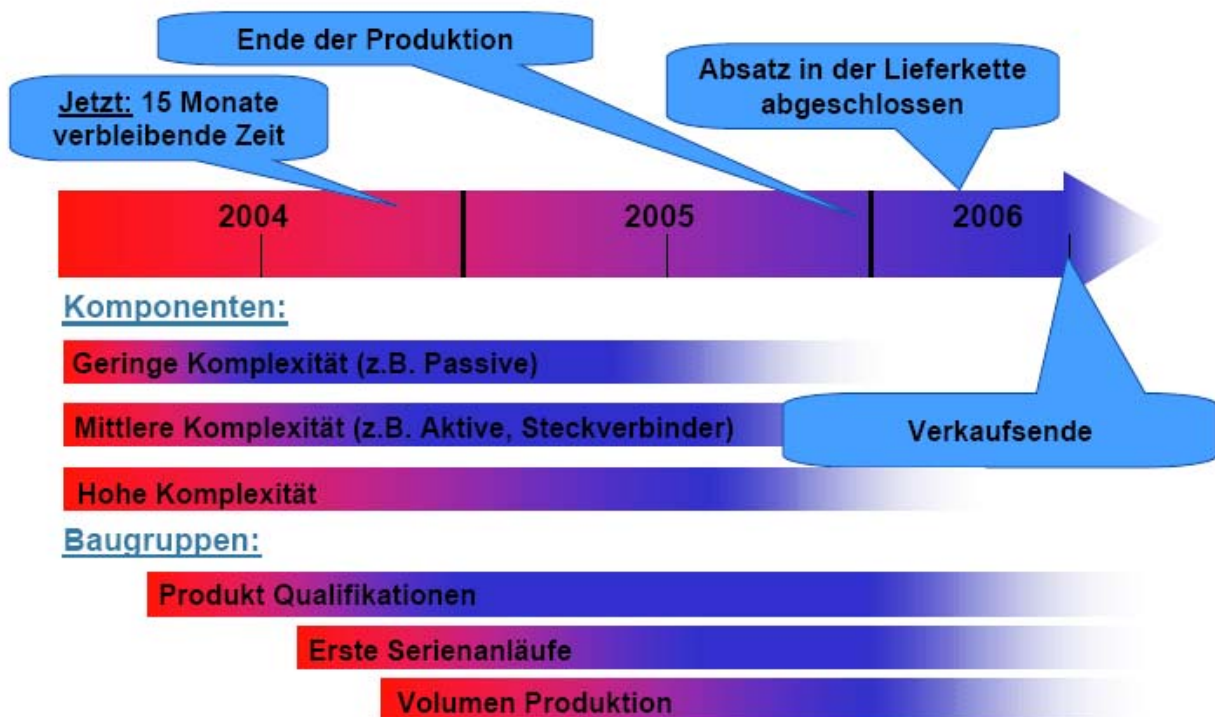 Ende der Produktion
Absatz in der Lieferkette
abgeschlossen
Jetzt: 15 Monate
verbleibende Zeit
2004
2005
2006
Komponenten:
Geringe Komplexität (z.B. Passive)
Mittlere Komplexität (z.B. Aktive, Steckverbinder)
Verkaufsende
Hohe Komplexität
Baugruppen:
Produkt Qualifikationen
Erste Serienanläufe
Volumen Produktion